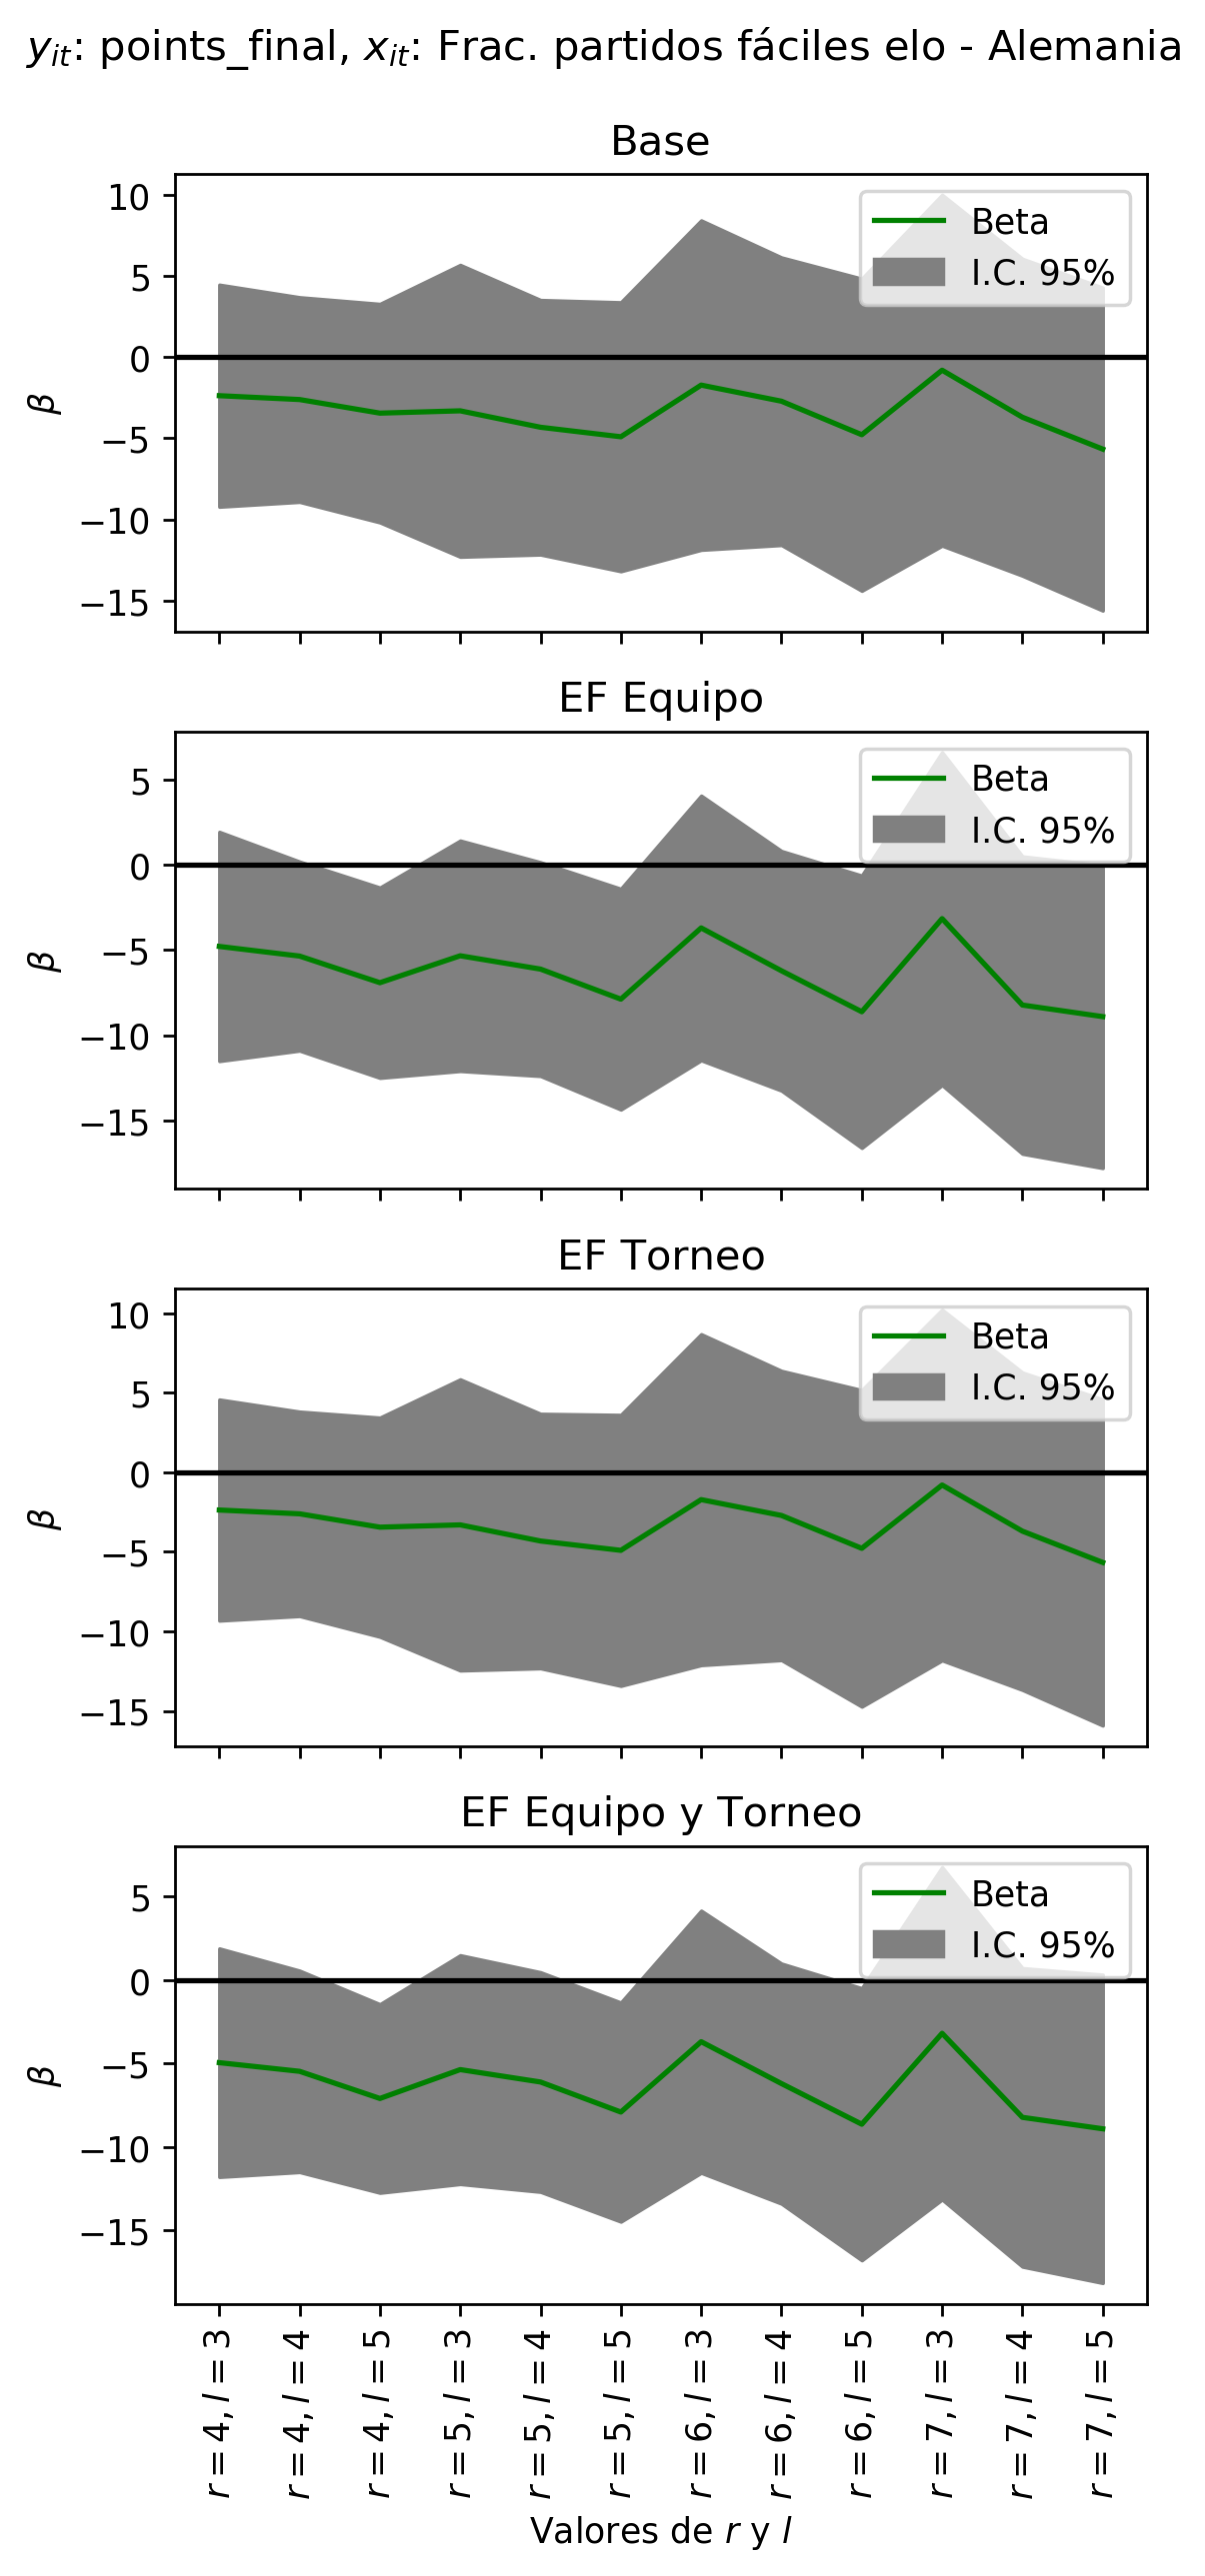 y_it: points_final, x_it: Frac. partidos fáciles elo - Alemania
Base
10
5
0
−5
−10
−15
β
Beta
I.C. 95%
EF Equipo
5
0
−5
−10
−15
β
Beta
I.C. 95%
EF Torneo
10
5
0
−5
−10
−15
β
Beta
I.C. 95%
EF Equipo y Torneo
5
0
−5
−10
−15
β
Beta
I.C. 95%
r = 4, l = 3
r = 4, l = 4
r = 4, l = 5
r = 5, l = 3
r = 5, l = 4
r = 5, l = 5
r = 6, l = 3
r = 6, l = 4
r = 6, l = 5
r = 7, l = 3
r = 7, l = 4
r = 7, l = 5
Valores de r y l